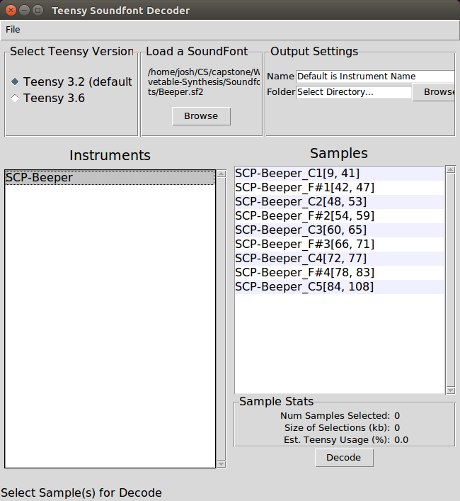 Teensy Soundfont Decoder
File
Select Teensy Version
Teensy 3.2 (default
Teensy 3.6
Load a SoundFont
/home/josh/CS/capstone/W
vetable-Synthesis/Soundfo
ts/Beeper.sf2
Browse
Output Settings
Name Default is Instrument Name
Folder Select Directory... Brows
Instruments
SCP-Beeper
Samples
SCP-Beeper_C1[9, 41]
SCP-Beeper_F#1[42, 47]
SCP-Beeper_C2[48, 53]
SCP-Beeper_F#2[54, 59]
SCP-Beeper_C3[60, 65]
SCP-Beeper_F#3[66, 71]
SCP-Beeper_C4[72, 77]
SCP-Beeper_F#4[78, 83]
SCP-Beeper_C5[84, 108]
Sample Stats
Num Samples Selected: 0
Size of Selections (kb): 0
Est. Teensy Usage (%): 0.0
Decode
Select Sample(s) for Decode